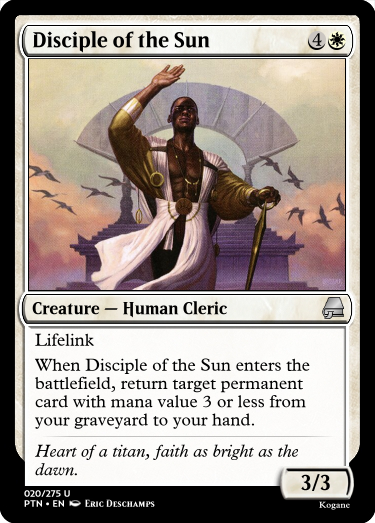 Disciple of the Sun 4
Creature — Human Cleric
Lifelink
When Disciple of the Sun enters the
battlefield, return target permanent
card with mana value 3 or less from
your graveyard to your hand.
Heart of a titan, faith as bright as the
dawn.
3/3
020/275 U
PTN • EN Eric Deschamps
Kogane